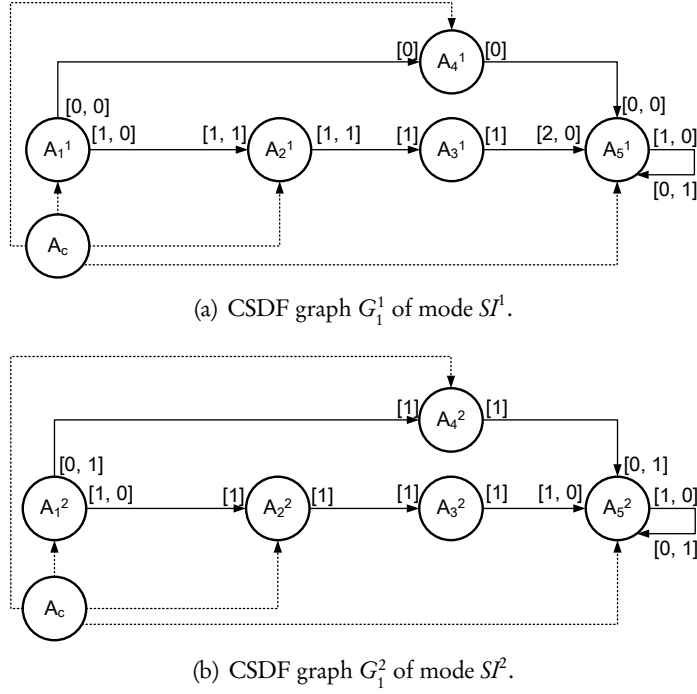 [0] A₄¹ [0]
[0, 0] [0, 0]
A₁¹ [1, 0] [1, 1] A₂¹ [1, 1] [1] A₃¹ [1] [2, 0] A₅¹ [1, 0]
[0, 1]
A_c
(a) CSDF graph G₁¹ of mode SI¹.
[1] A₄² [1]
[0, 1] [0, 1]
A₁² [1, 0] [1] A₂² [1] [1] A₃² [1] [1, 0] A₅² [1, 0]
[0, 1]
A_c
(b) CSDF graph G₁² of mode SI².